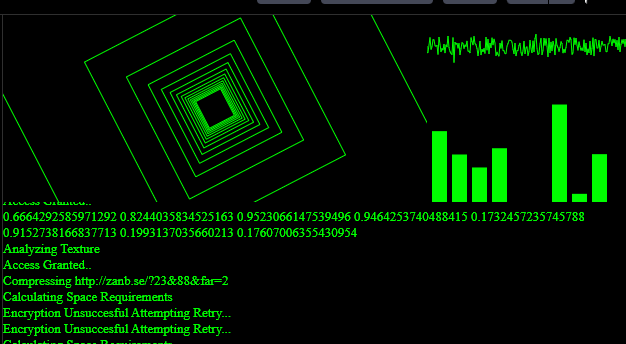 Access Granted..
0.6664292585971292 0.8244035834525163 0.9523066147539496 0.9464253740488415 0.1732457235745788
0.9152738166837713 0.1993137035660213 0.17607006355430954
Analyzing Texture
Access Granted..
Compressing http://zanb.se/?23&88&far=2
Calculating Space Requirements
Encryption Unsuccesful Attempting Retry...
Encryption Unsuccesful Attempting Retry...
Calculating Space Requirements